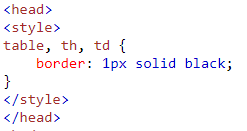 <head>
<style>
table, th, td {
    border: 1px solid black;
}
</style>
</head>